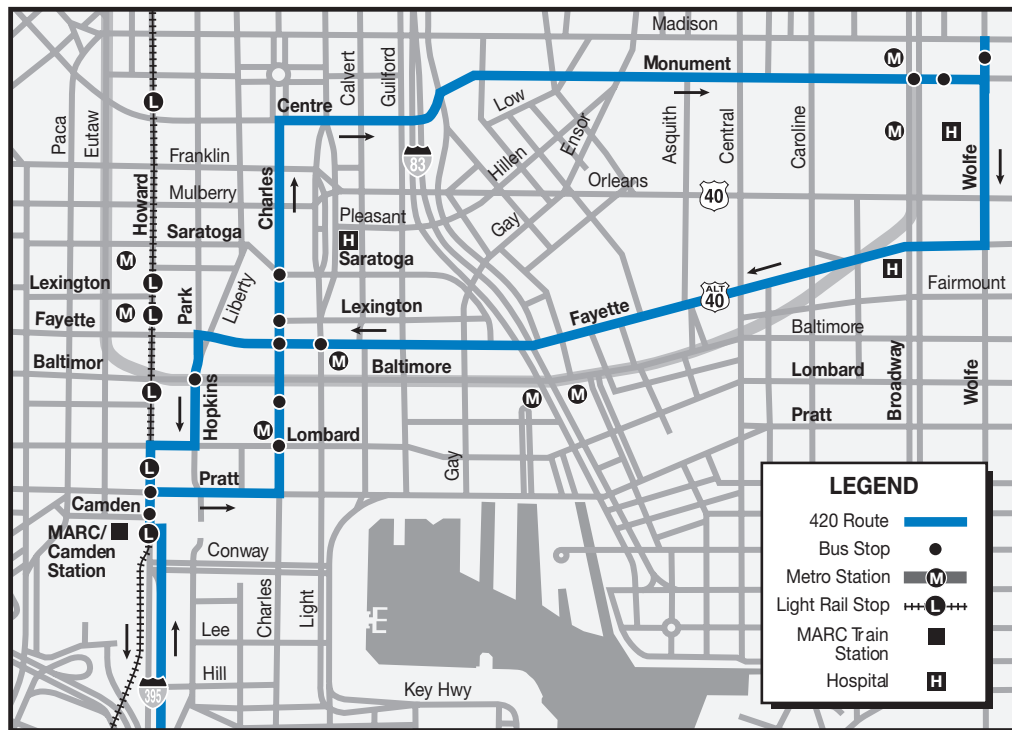 Madison
Monument
Calvert
Guilford
Centre
Low
Paca
Eutaw
L
M
M
H
Asquith
Central
Caroline
Ensor
Hillen
83
Franklin
Howard
Charles
Mulberry
Orleans
40
Wolfe
Pleasant
Gay
Saratoga
H
Saratoga
M
L
Lexington
Park
Liberty
Lexington
ALT
40
H
Fairmount
M
L
Fayette
Fayette
Baltimore
Baltimor
M
Baltimore
Lombard
Broadway
Wolfe
L
M
M
Hopkins
Pratt
M
Lombard
Gay
L
Pratt
Camden
MARC/
Camden
Station
L
Conway
Charles
Light
Lee
E
Hill
395
Key Hwy
LEGEND
420 Route
Bus Stop
Metro Station M
Light Rail Stop L
MARC Train
Station
Hospital H